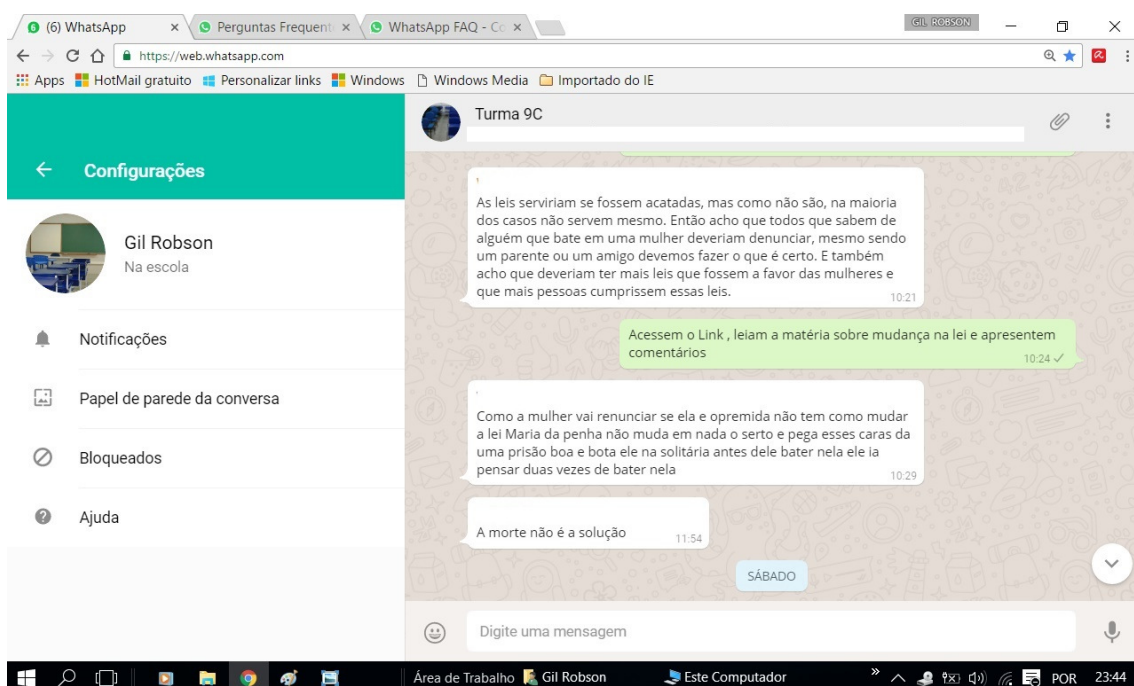 (6) WhatsApp
Perguntas Frequent
WhatsApp FAQ - Co
GIL ROBSON
https://web.whatsapp.com
Apps HotMail gratuito Personalizar links Windows Windows Media Importado do IE
Configurações
Gil Robson
Na escola
Notificações
Papel de parede da conversa
Bloqueados
Ajuda
Turma 9C
As leis serviriam se fossem acatadas, mas como não são, na maioria
dos casos não servem mesmo. Então acho que todos que sabem de
alguém que bate em uma mulher deveriam denunciar, mesmo sendo
um parente ou um amigo devemos fazer o que é certo. E também
acho que deveriam ter mais leis que fossem a favor das mulheres e
que mais pessoas cumprissem essas leis.
10:21
Acessem o Link , leiam a matéria sobre mudança na lei e apresentem
comentários
10:24
Como a mulher vai renunciar se ela e opremida não tem como mudar
a lei Maria da penha não muda em nada o serto e pega esses caras da
uma prisão boa e bota ele na solitária antes dele bater nela ele ia
pensar duas vezes de bater nela
10:29
A morte não é a solução
11:54
SÁBADO
Digite uma mensagem
Área de Trabalho Gil Robson Este Computador POR 23:44